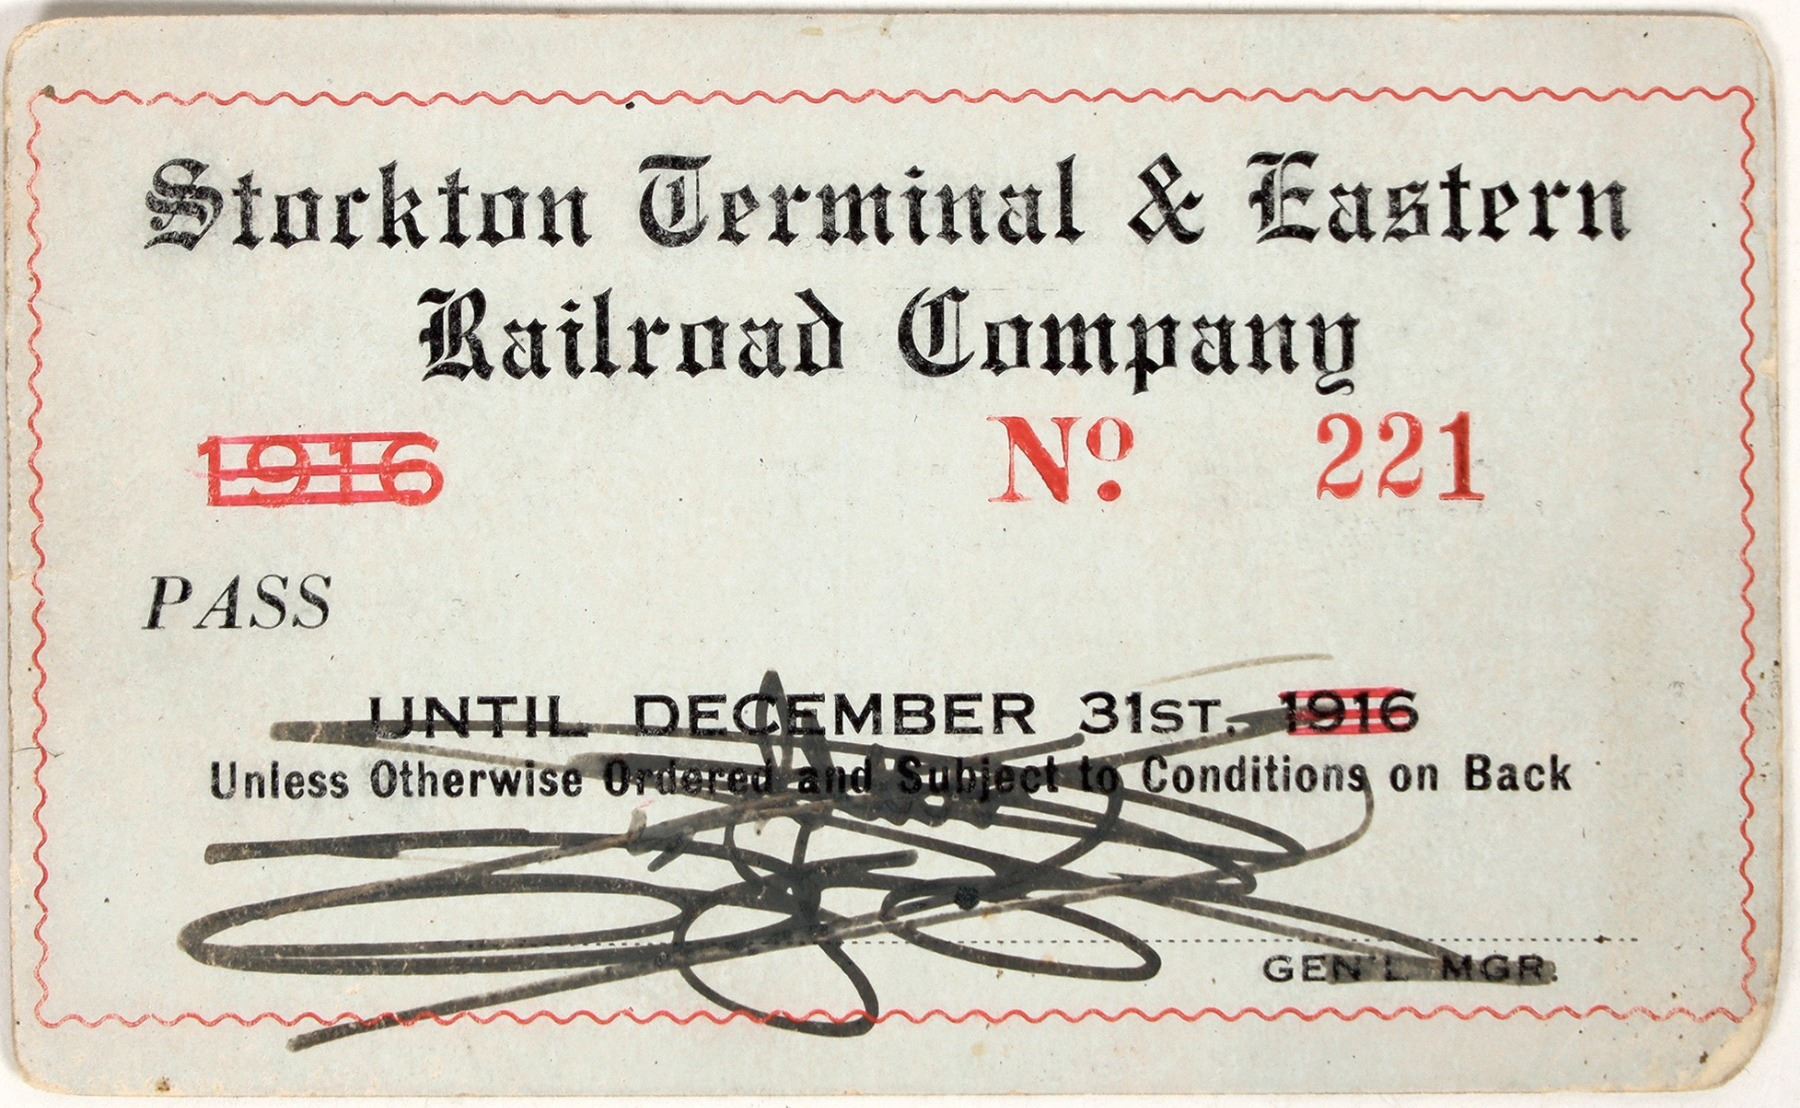 Stockton Terminal & Eastern
Railroad Company
1916 Nº 221
PASS
UNTIL DECEMBER 31ST. 1916
Unless Otherwise Ordered and Subject to Conditions on Back
GEN'L MGR.